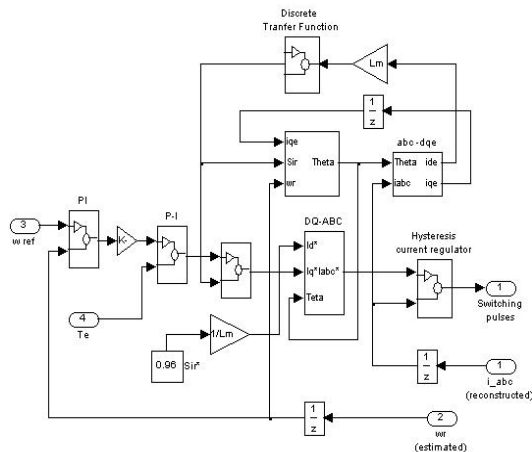 Discrete
Tranfer Function
Lm
1
z
abc-dqe
iqe
Sir
wr
Theta
Theta
iabc
ide
iqe
PI
P-I
DQ-ABC
Hysteresis
current regulator
3
w ref
K-
Id*
Iq*
Iabc*
Teta
4
Te
1/Lm
0.96
Sir*
1
Switching
pulses
1
z
1
i_abc
(reconstructed)
1
z
2
wr
(estimated)